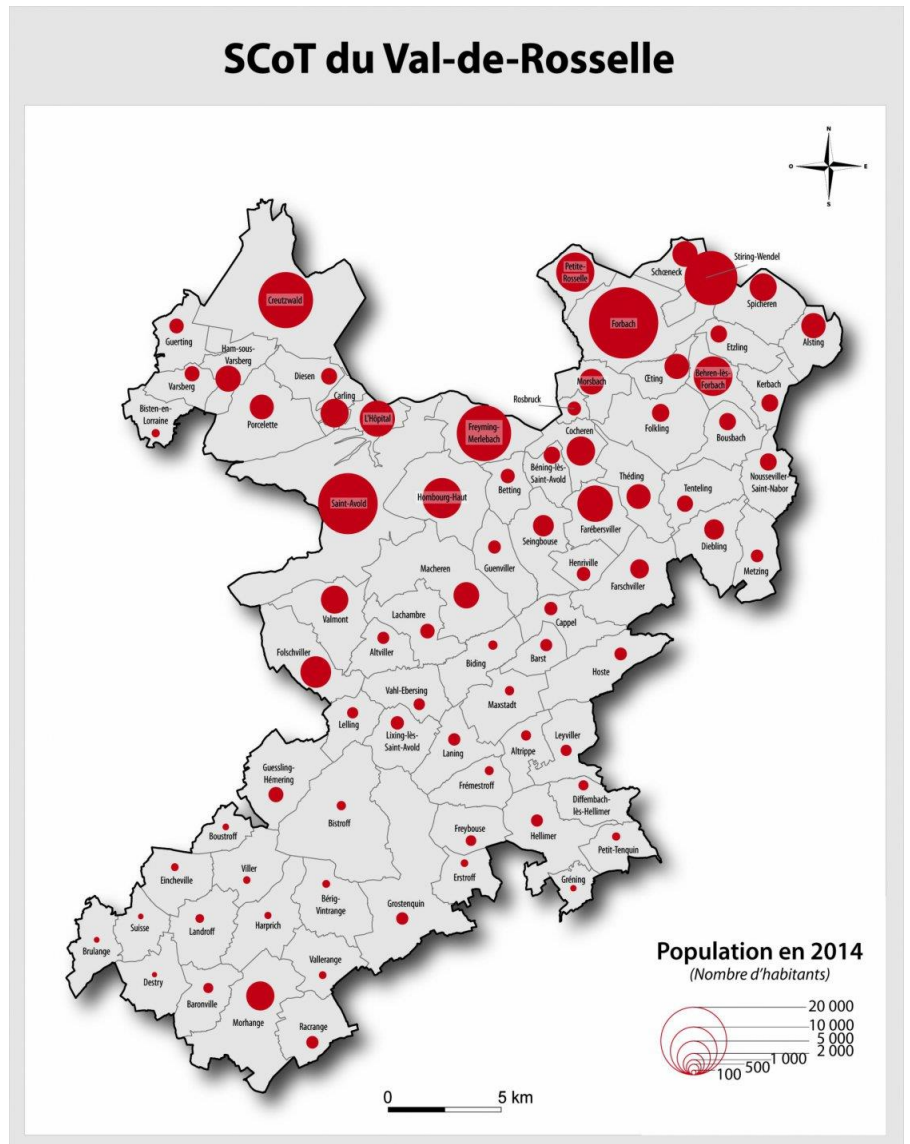 SCoT du Val-de-Rosselle
N
O
E
S
Stiring-Wendel
Schœneck
Petite-
Rosselle
Spicheren
Creutzwald
Forbach
Alsting
Guerting
Etzling
Ham-sous-
Varsberg
Varsberg
Diesen
Morsbach
Œting
Behren-lès-
Forbach
Kerbach
Carling
Rosbruck
Bisten-en-
Lorraine
Porcelette
L'Hôpital
Freyming-
Merlebach
Cocheren
Folkling
Bousbach
Béning-lès-
Saint-Avold
Betting
Théding
Nousseviller-
Saint-Nabor
Saint-Avold
Hombourg-Haut
Tenteling
Farébersviller
Seingbouse
Diebling
Henriville
Guenviller
Macheren
Farschviller
Metzing
Valmont
Lachambre
Cappel
Altviller
Folschviller
Biding
Barst
Hoste
Vahl-Ebersing
Maxstadt
Lelling
Lixing-lès-
Saint-Avold
Laning
Altrippe
Leyviller
Guessling-
Hémering
Frémestroff
Diffembach-
lès-Hellimer
Bistroff
Freybouse
Hellimer
Boustroff
Petit-Tenquin
Eincheville
Viller
Erstroff
Gréning
Bérig-
Vintrange
Grostenquin
Suisse
Landroff
Harprich
Brulange
Vallerange
Destry
Baronville
Morhange
Racrange
Population en 2014
(Nombre d'habitants)
20 000
10 000
5 000
2 000
1 000
500
100
0
5 km